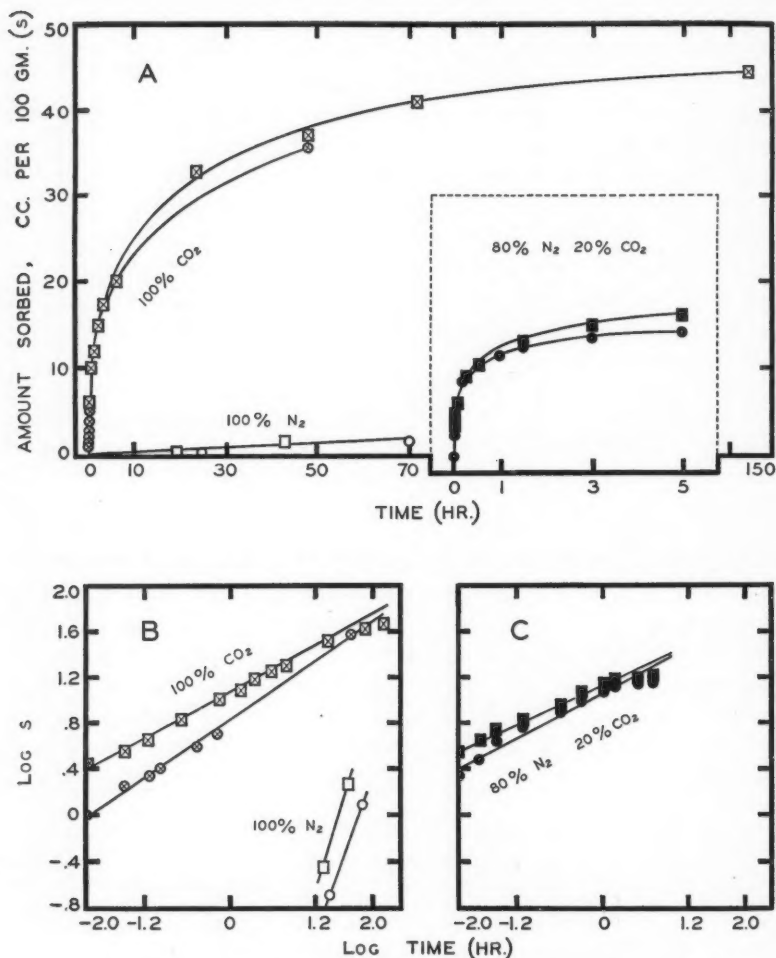 AMOUNT SORBED, CC. PER 100 GM. (S)
50
40
30
20
10
0
A
100% CO2
100% N2
80% N2 20% CO2
0 10 30 50 70
0 1 3 5
150
TIME (HR.)
LOG S
2.0
1.6
1.2
.8
.4
0
-.4
-.8
B
100% CO2
100% N2
-2.0 -1.2 0 1.2 2.0
C
80% N2 20% CO2
-2.0 -1.2 0 1.2 2.0
LOG TIME (HR.)